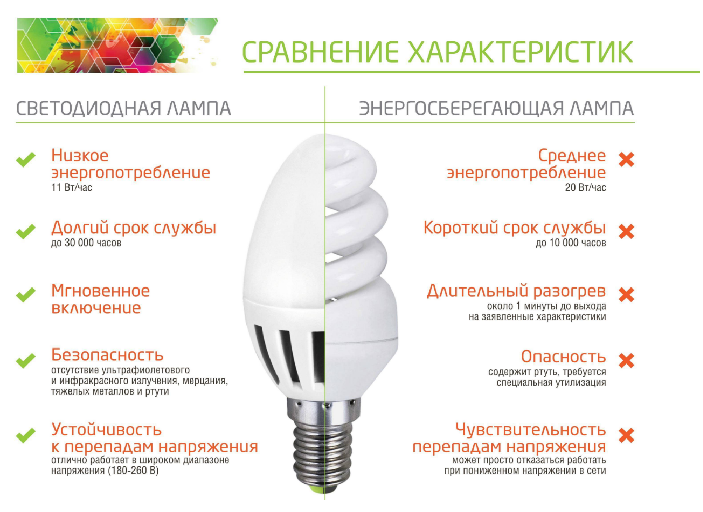 СРАВНЕНИЕ ХАРАКТЕРИСТИК
СВЕТОДИОДНАЯ ЛАМПА
Низкое
энергопотребление
11 Вт/час
Долгий срок службы
до 30 000 часов
Мгновенное
включение
Безопасность
отсутствие ультрафиолетового
и инфракрасного излучения, мерцания,
тяжелых металлов и ртути
Устойчивость
к перепадам напряжения
отлично работает в широком диапазоне
напряжения (180-260 В)
ЭНЕРГОСБЕРЕГАЮЩАЯ ЛАМПА
Среднее
энергопотребление
20 Вт/час
Короткий срок службы
до 10 000 часов
Длительный разогрев
около 1 минуты до выхода
на заявленные характеристики
Опасность
содержит ртуть, требуется
специальная утилизация
Чувствительность
перепадам напряжения
может просто отказаться работать
при пониженном напряжении в сети